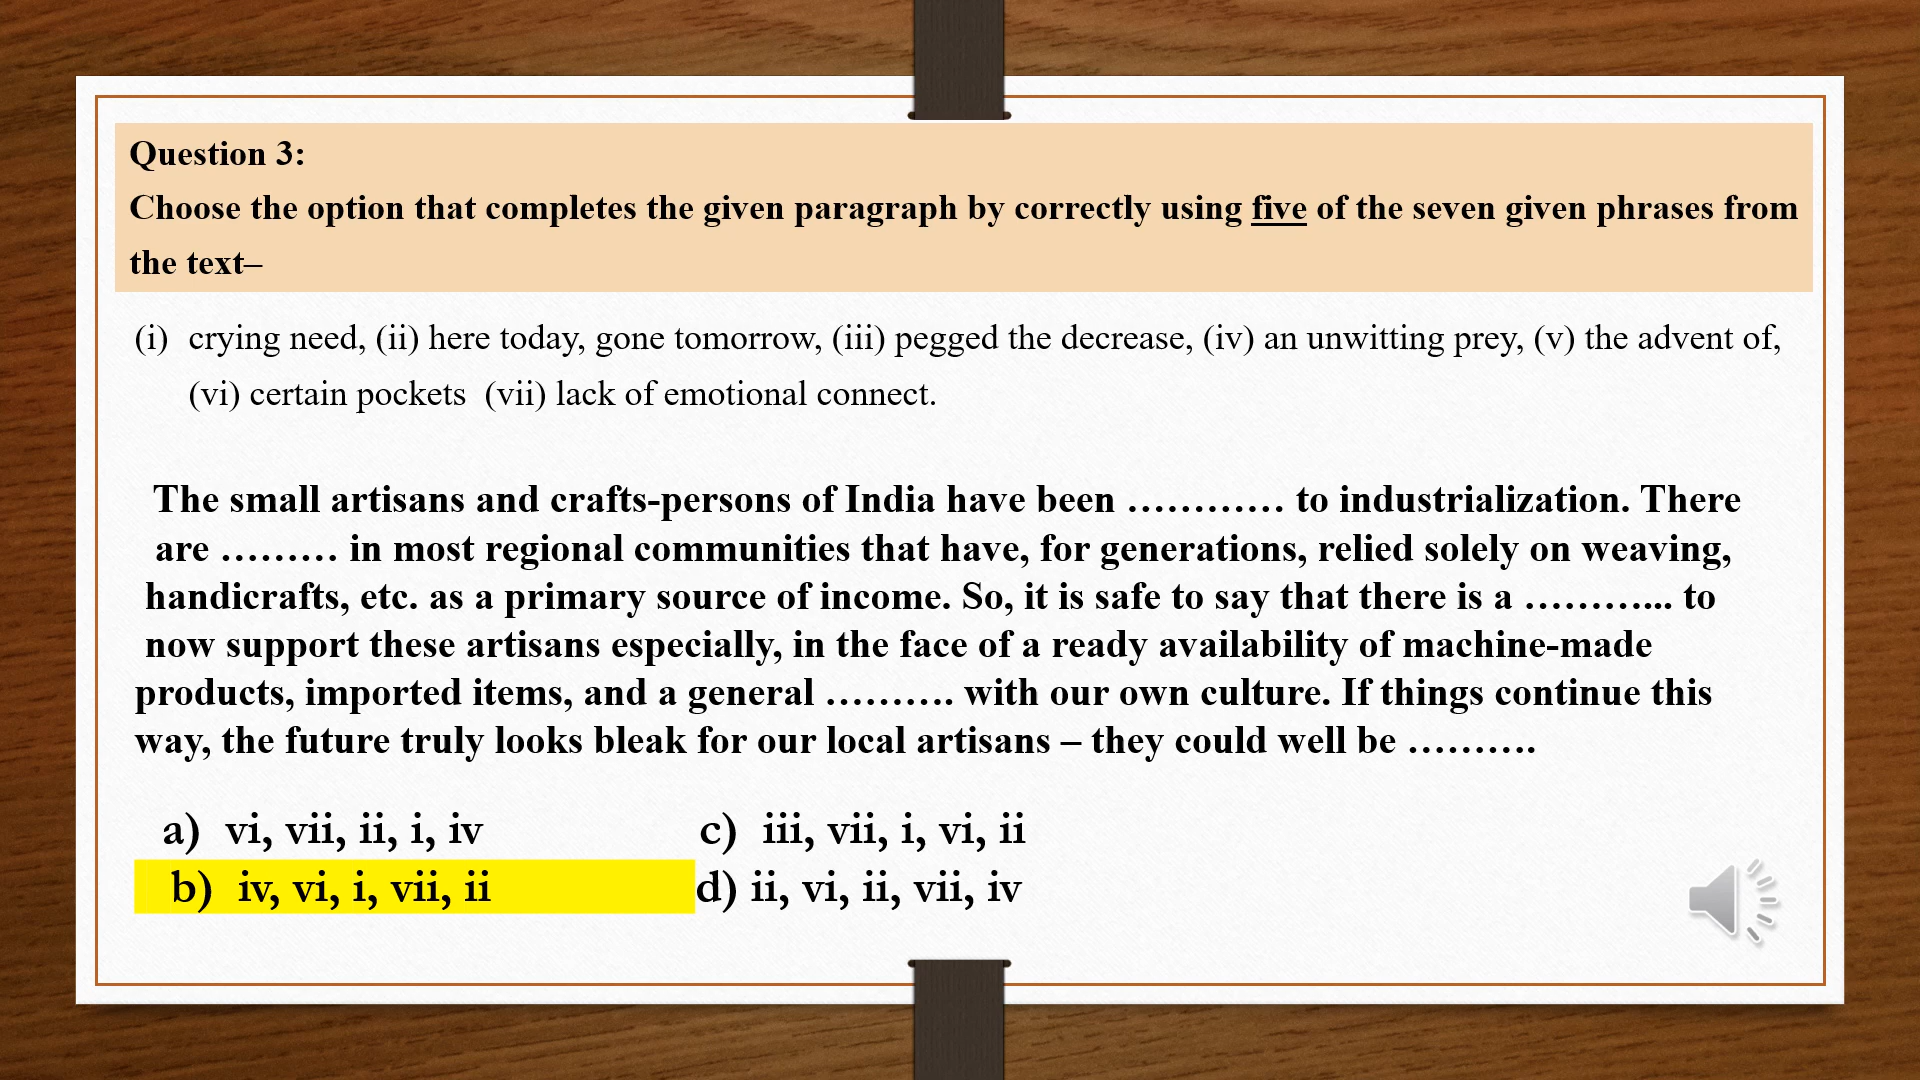 Question 3:
Choose the option that completes the given paragraph by correctly using five of the seven given phrases from
the text–
(i) crying need, (ii) here today, gone tomorrow, (iii) pegged the decrease, (iv) an unwitting prey, (v) the advent of,
(vi) certain pockets (vii) lack of emotional connect.
The small artisans and crafts-persons of India have been ………… to industrialization. There
are ……… in most regional communities that have, for generations, relied solely on weaving,
handicrafts, etc. as a primary source of income. So, it is safe to say that there is a ………... to
now support these artisans especially, in the face of a ready availability of machine-made
products, imported items, and a general ………. with our own culture. If things continue this
way, the future truly looks bleak for our local artisans – they could well be ……….
a) vi, vii, ii, i, iv c) iii, vii, i, vi, ii
b) iv, vi, i, vii, ii d) ii, vi, ii, vii, iv